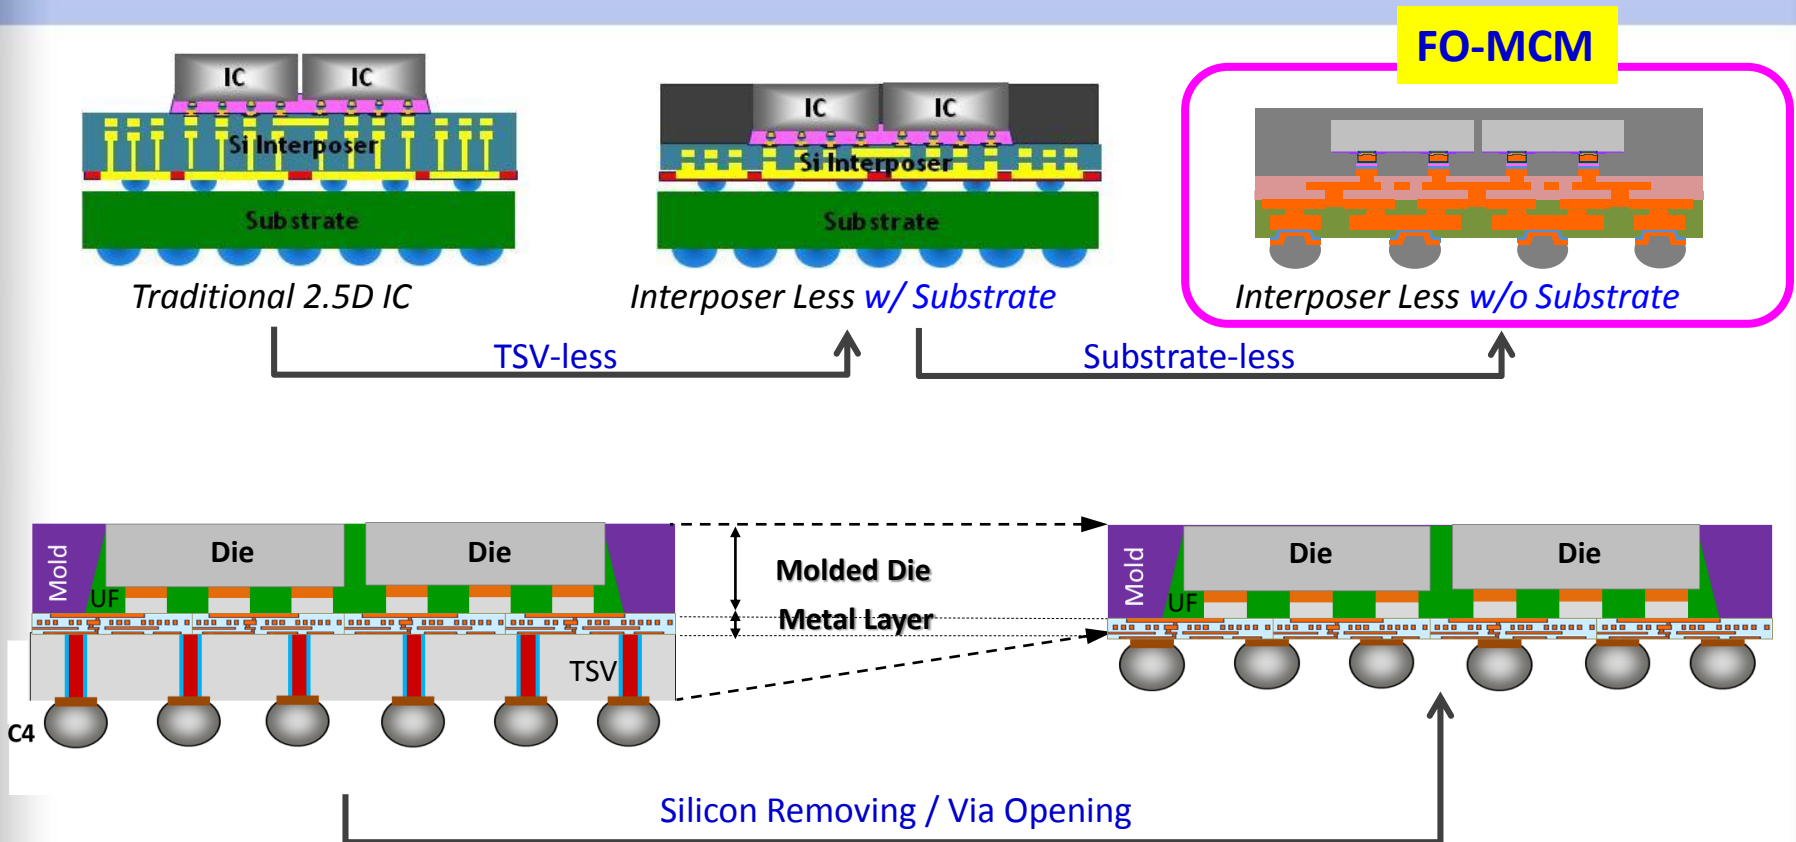 FO-MCM
IC IC
Si Interposer
Substrate
Traditional 2.5D IC
IC IC
Si Interposer
Substrate
Interposer Less w/ Substrate
Interposer Less w/o Substrate
TSV-less
Substrate-less
Mold
Die
Die
UF
TSV
C4
Molded Die
Metal Layer
Mold
Die
Die
UF
Silicon Removing / Via Opening